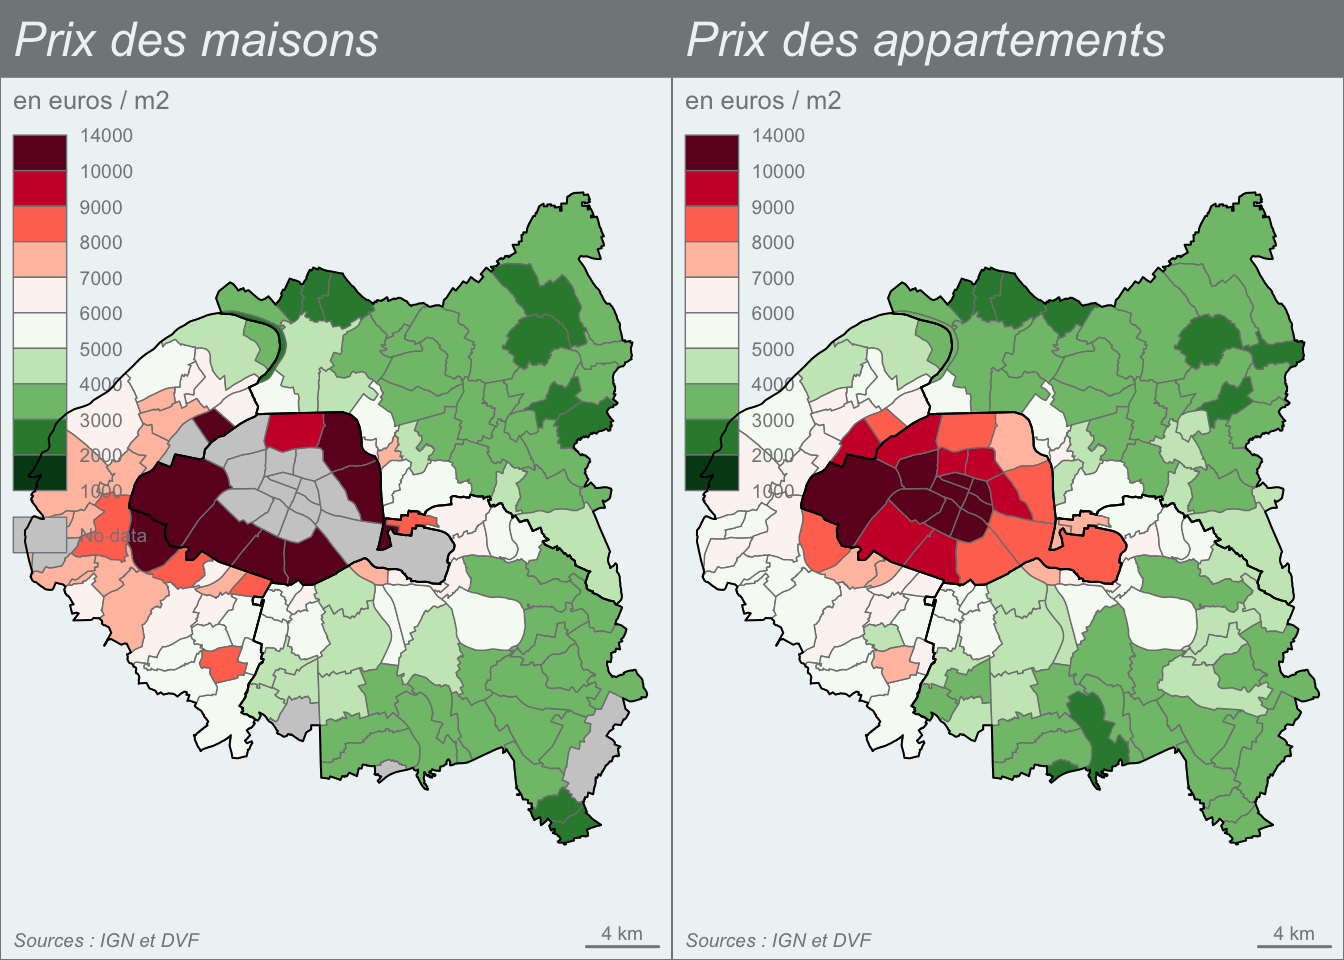 Prix des maisons
en euros / m2
14000
10000
9000
8000
7000
6000
5000
4000
3000
2000
1000
No data
Sources : IGN et DVF
4 km
Prix des appartements
en euros / m2
14000
10000
9000
8000
7000
6000
5000
4000
3000
2000
1000
Sources : IGN et DVF
4 km